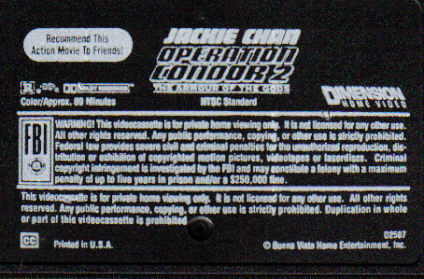 Recommend This
Action Movie To Friends!
JACKIE CHAN
OPERATION
CONDOR 2
THE ARMOUR OF THE GODS
R
DIMENSION
HOME VIDEO
Color/Approx. 89 Minutes
NTSC Standard
FBI
WARNING! This videocassette is for private home viewing only. It is not licensed for any other use.
All other rights reserved. Any public performance, copying, or other use is strictly prohibited.
Federal law provides severe civil and criminal penalties for the unauthorized reproduction, dis-
tribution or exhibition of copyrighted motion pictures, videotapes or laserdiscs. Criminal
copyright infringement is investigated by the FBI and may constitute a felony with a maximum
penalty of up to five years in prison and/or a $250,000 fine.
This videocassette is for private home viewing only. It is not licensed for any other use. All other rights
reserved. Any public performance, copying, or other use is strictly prohibited. Duplication in whole
or part of this videocassette is prohibited
CC
Printed in U.S.A.
D2507
© Buena Vista Home Entertainment, Inc.